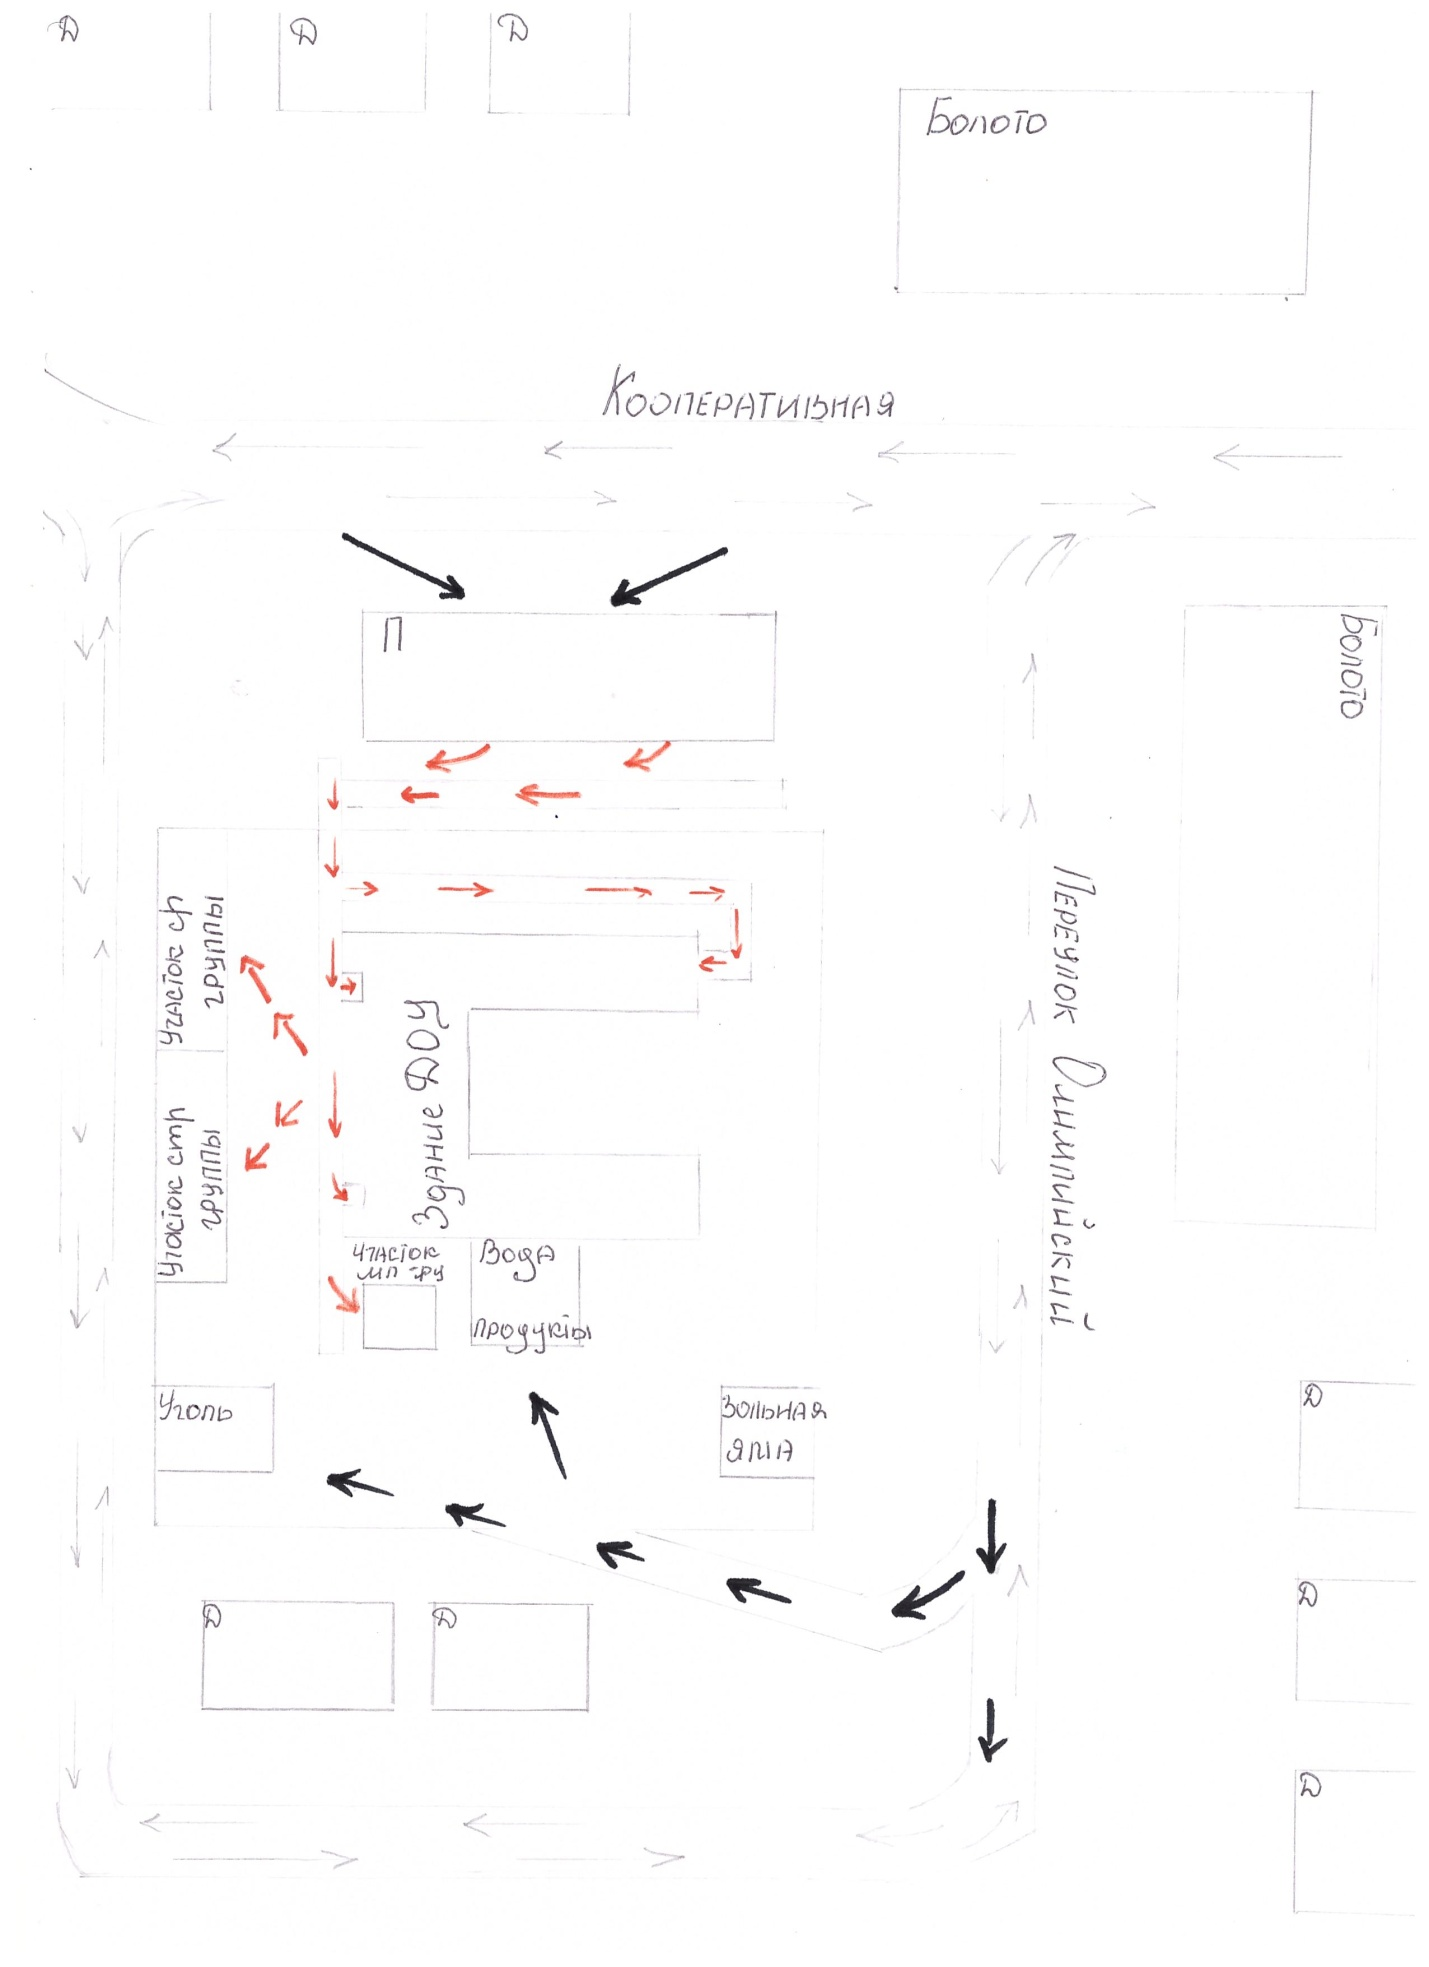 Д
Д
Д
Болото
Кооперативная
П
Болото
Участок ср
группы
Здание ДОУ
Переулок Олимпийский
Участок стр
группы
Участок
мл гру
Вода
продукты
Уголь
Зольная
яма
Д
Д
Д
Д
Д